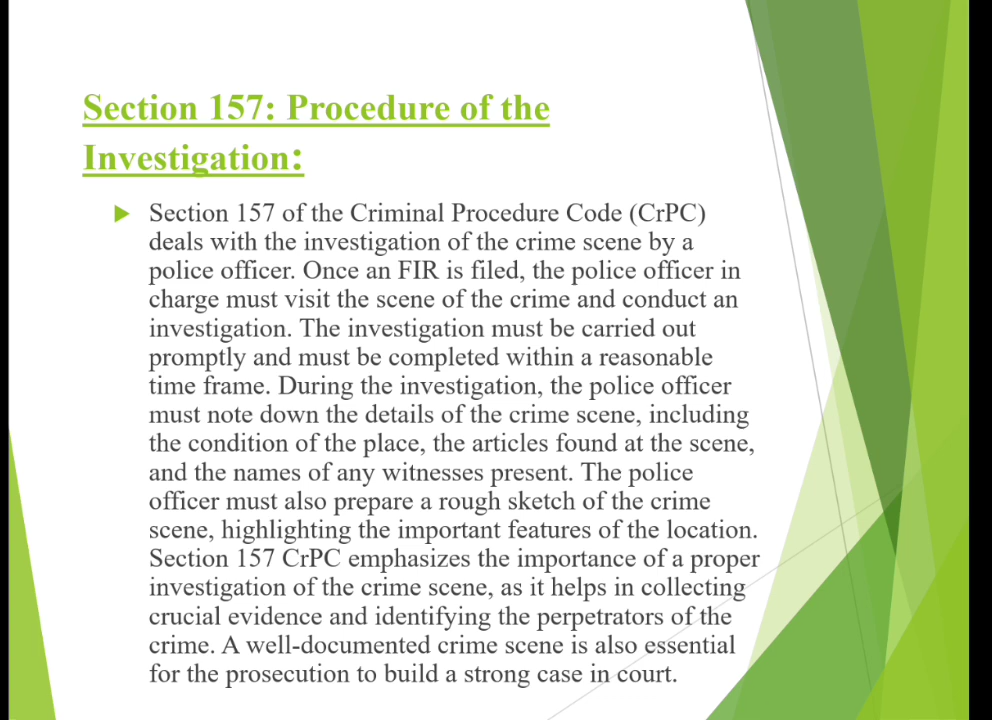 Section 157: Procedure of the
Investigation:
Section 157 of the Criminal Procedure Code (CrPC)
deals with the investigation of the crime scene by a
police officer. Once an FIR is filed, the police officer in
charge must visit the scene of the crime and conduct an
investigation. The investigation must be carried out
promptly and must be completed within a reasonable
time frame. During the investigation, the police officer
must note down the details of the crime scene, including
the condition of the place, the articles found at the scene,
and the names of any witnesses present. The police
officer must also prepare a rough sketch of the crime
scene, highlighting the important features of the location.
Section 157 CrPC emphasizes the importance of a proper
investigation of the crime scene, as it helps in collecting
crucial evidence and identifying the perpetrators of the
crime. A well-documented crime scene is also essential
for the prosecution to build a strong case in court.